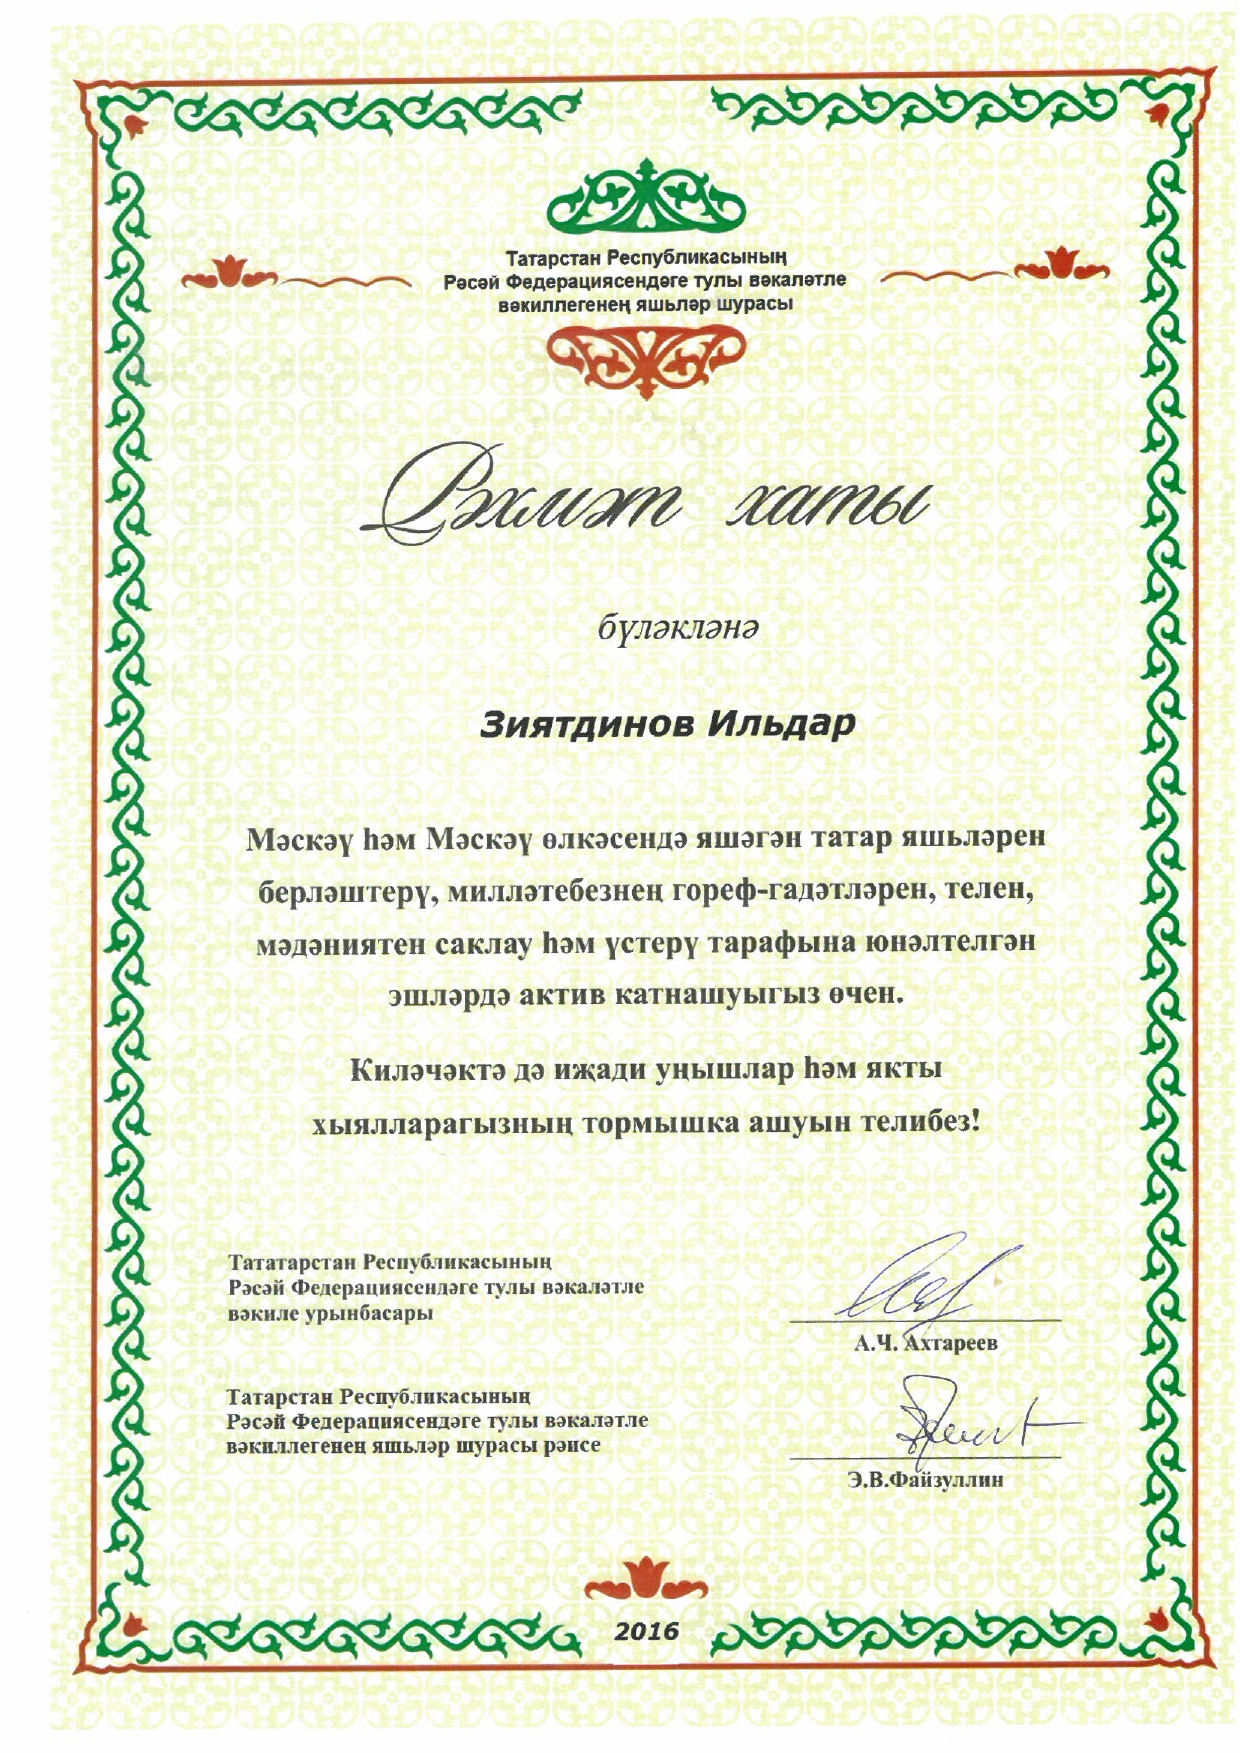 Татарстан Республикасының
Рәсәй Федерациясендәге тулы вәкаләтле
вәкиллегенең яшьләр шурасы
Рәхмәт хаты
бүләкләнә
Зиятдинов Ильдар
Мәскәү һәм Мәскәү өлкәсендә яшәгән татар яшьләрен
берләштерү, милләтебезнең гореф-гадәтләрен, телен,
мәдәниятен саклау һәм үстерү тарафына юнәлтелгән
эшләрдә актив катнашуыгыз өчен.
Киләчәктә дә иҗади уңышлар һәм якты
хыялларагызның тормышка ашуын телибез!
Тататарстан Республикасының
Рәсәй Федерациясендәге тулы вәкаләтле
вәкиле урынбасары
А.Ч. Ахтареев
Татарстан Республикасының
Рәсәй Федерациясендәге тулы вәкаләтле
вәкиллегенең яшьләр шурасы рәисе
Э.В.Файзуллин
2016